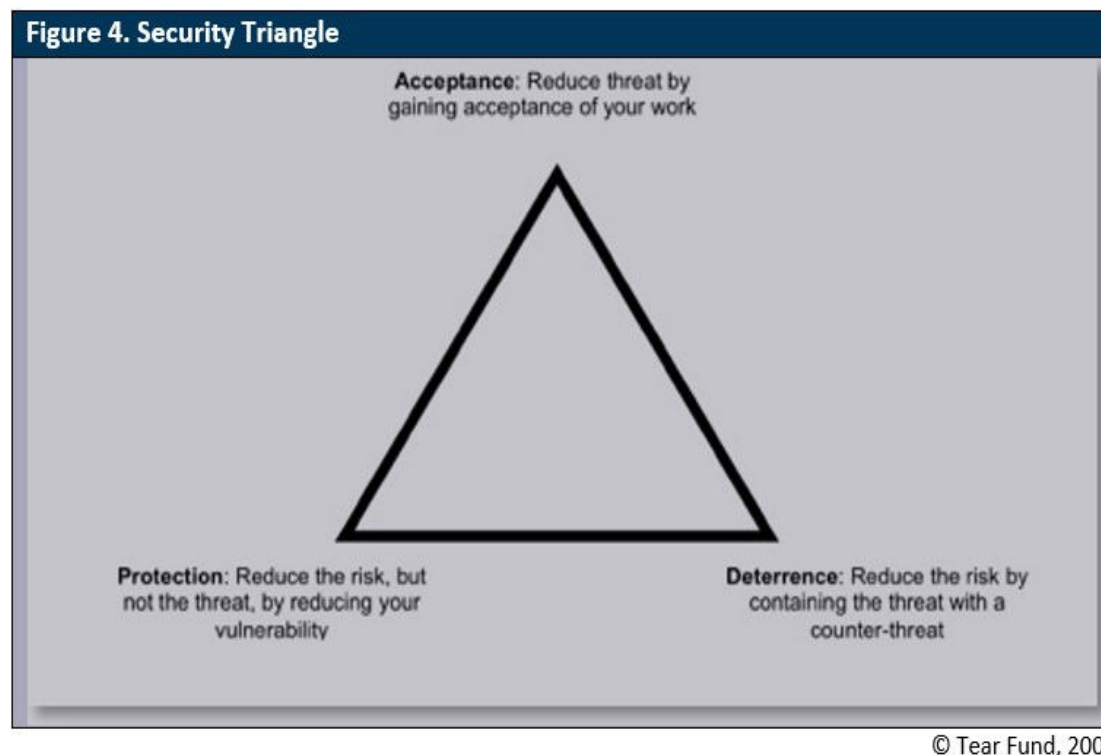 Figure 4. Security Triangle
Acceptance: Reduce threat by
gaining acceptance of your work
Protection: Reduce the risk, but
not the threat, by reducing your
vulnerability
Deterrence: Reduce the risk by
containing the threat with a
counter-threat
© Tear Fund, 200